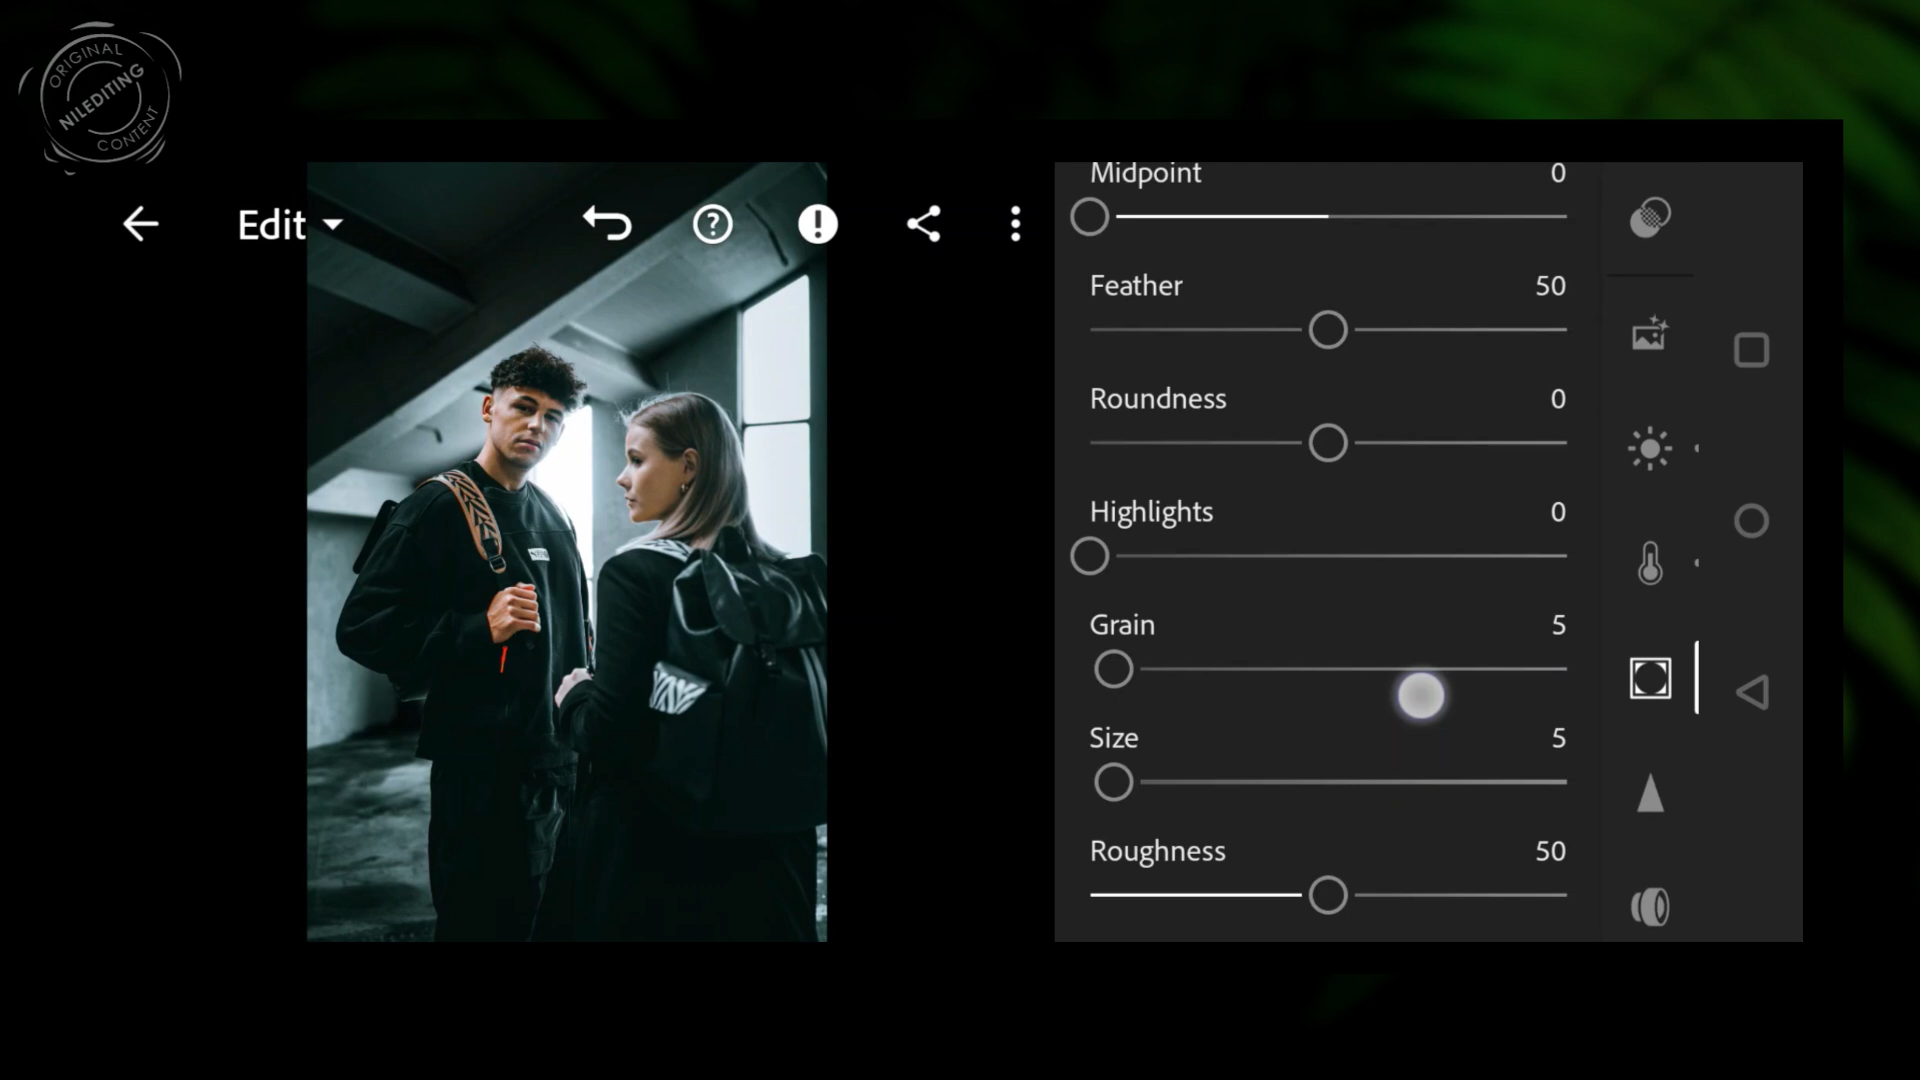 ORIGINAL
NILEDITING
CONTENT
Edit
Midpoint 0
Feather 50
Roundness 0
Highlights 0
Grain 5
Size 5
Roughness 50